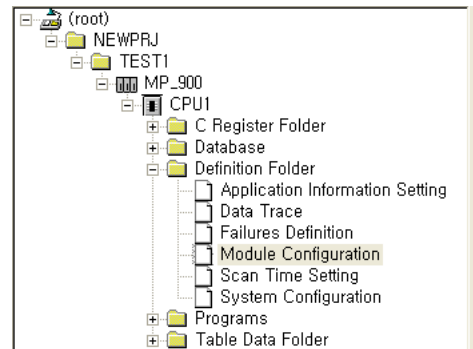 (root)
NEWPRJ
TEST1
MP_900
CPU1
C Register Folder
Database
Definition Folder
Application Information Setting
Data Trace
Failures Definition
Module Configuration
Scan Time Setting
System Configuration
Programs
Table Data Folder